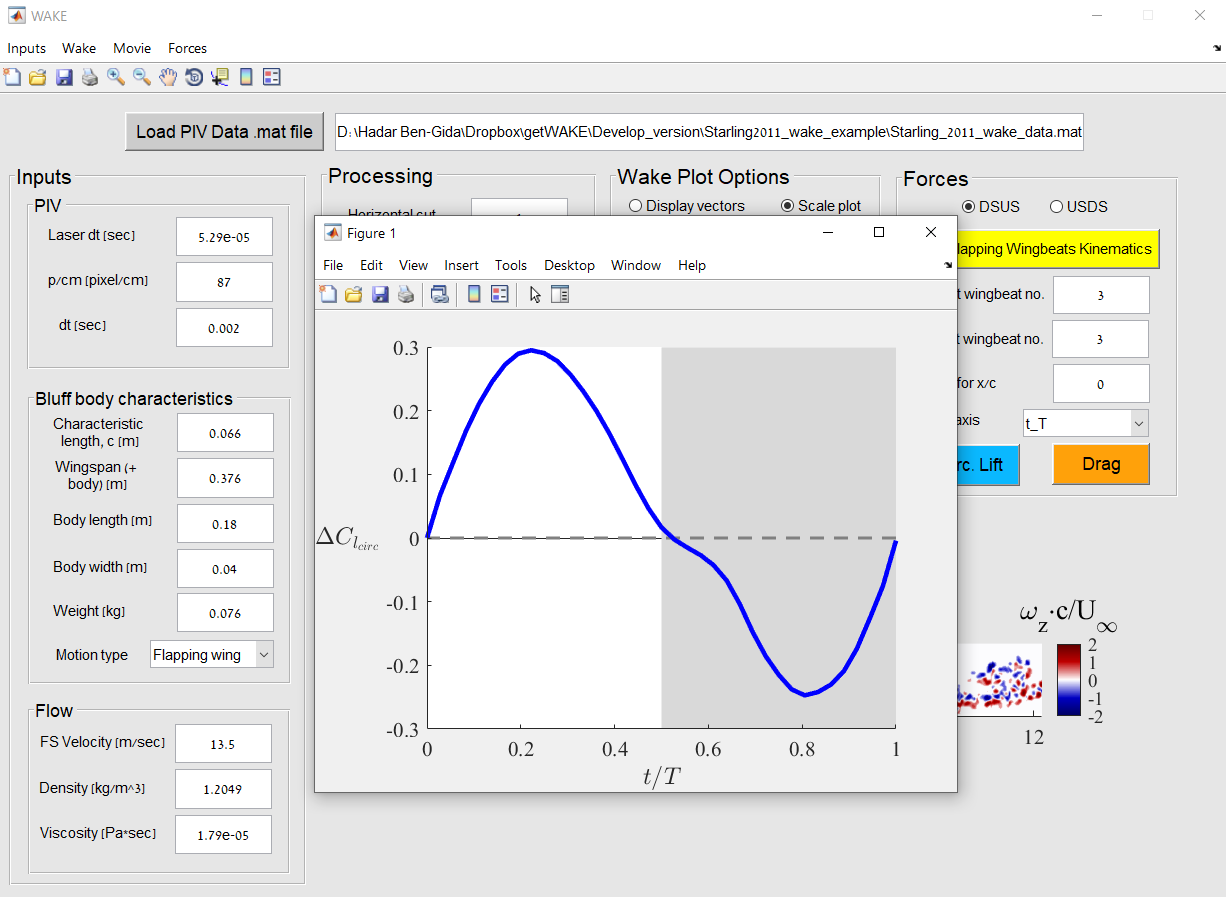 WAKE
Inputs Wake Movie Forces
Load PIV Data .mat file
D:\Hadar Ben-Gida\Dropbox\getWAKE\Develop_version\Starling2011_wake_example\Starling_2011_wake_data.mat
Inputs
PIV
Laser dt [sec] 5.29e-05
p/cm [pixel/cm] 87
dt [sec] 0.002
Bluff body characteristics
Characteristic
length, c [m] 0.066
Wingspan (+
body) [m] 0.376
Body length [m] 0.18
Body width [m] 0.04
Weight [kg] 0.076
Motion type Flapping wing
Flow
FS Velocity [m/sec] 13.5
Density [kg/m^3] 1.2049
Viscosity [Pa*sec] 1.79e-05
Processing
Wake Plot Options
Display vectors Scale plot
Forces
DSUS USDS
lapping Wingbeats Kinematics
t wingbeat no. 3
t wingbeat no. 3
for x/c 0
axis t_T
rc. Lift Drag
Figure 1
File Edit View Insert Tools Desktop Window Help
0.3
0.2
0.1
0
-0.1
-0.2
-0.3
ΔC_{l_{circ}}
0 0.2 0.4 0.6 0.8 1
t/T
ω_z·c/U_∞
2
1
0
-1
-2
12